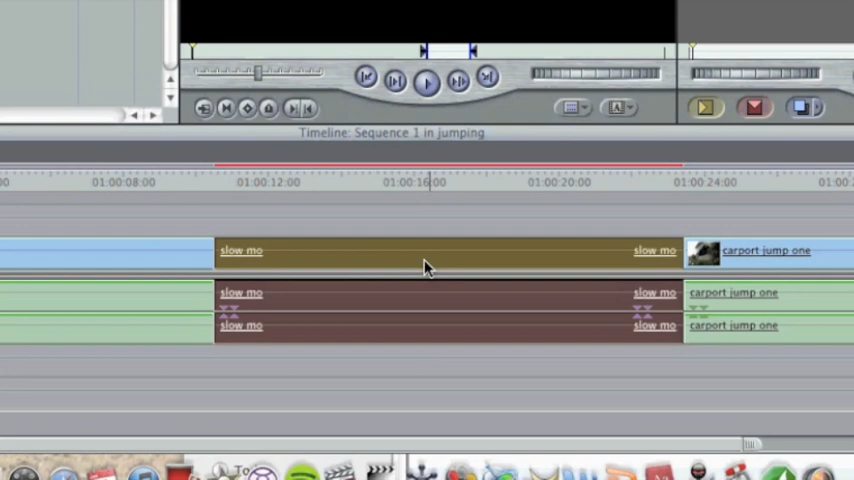 A
Timeline: Sequence 1 in jumping
01:00:08:00 01:00:12:00 01:00:16:00 01:00:20:00 01:00:24:00
slow mo slow mo carport jump one
slow mo slow mo carport jump one
slow mo slow mo carport jump one